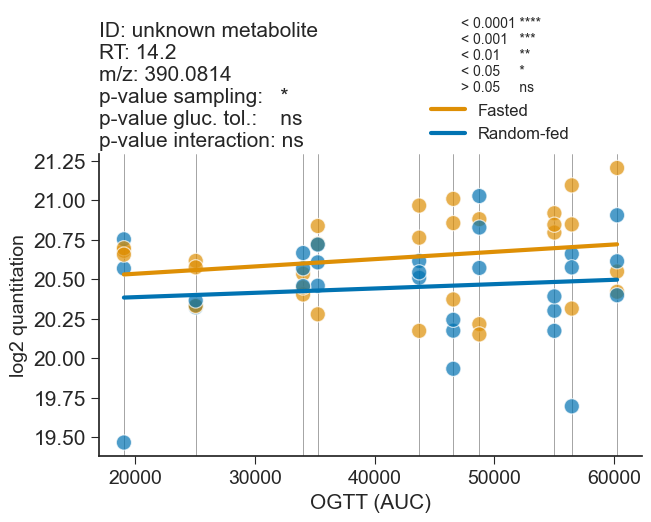 ID: unknown metabolite
RT: 14.2
m/z: 390.0814
p-value sampling: *
p-value gluc. tol.: ns
p-value interaction: ns
< 0.0001 ****
< 0.001 ***
< 0.01 **
< 0.05 *
> 0.05 ns
Fasted
Random-fed
21.25
21.00
20.75
20.50
20.25
20.00
19.75
19.50
log2 quantitation
20000 30000 40000 50000 60000
OGTT (AUC)